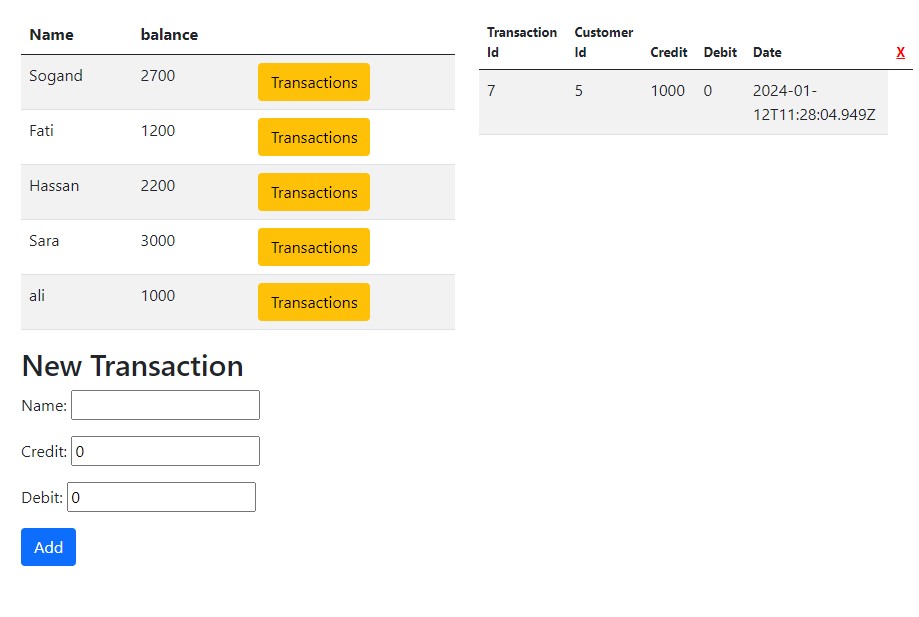 Name balance
Sogand 2700 Transactions
Fati 1200 Transactions
Hassan 2200 Transactions
Sara 3000 Transactions
ali 1000 Transactions
New Transaction
Name:
Credit: 0
Debit: 0
Add
Transaction Customer
Id Id Credit Debit Date X
7 5 1000 0 2024-01-
12T11:28:04.949Z